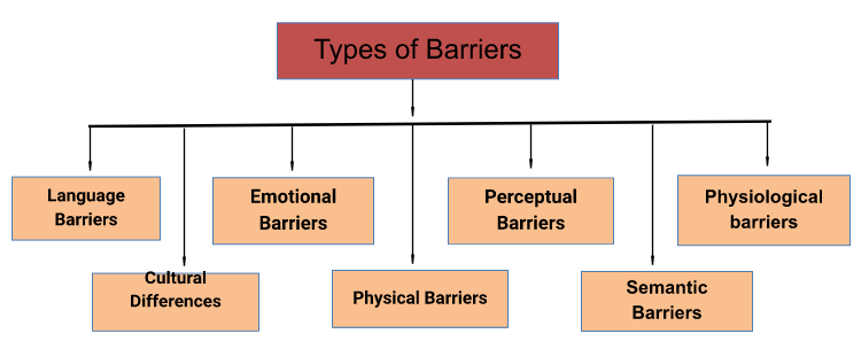 Types of Barriers
Language
Barriers
Emotional
Barriers
Perceptual
Barriers
Physiological
barriers
Cultural
Differences
Physical Barriers
Semantic
Barriers